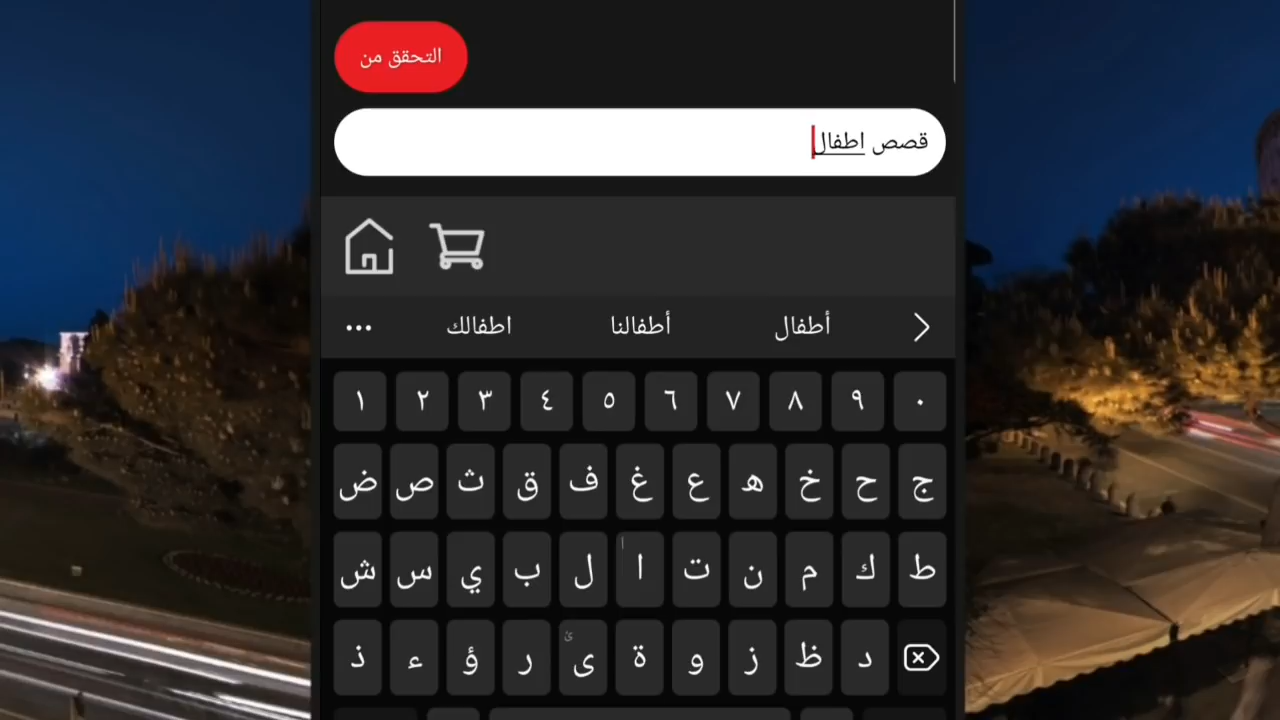 التحقق من
قصص اطفال
... اطفالك أطفالنا أطفال
١ ٢ ٣ ٤ ٥ ٦ ٧ ٨ ٩ ٠
ض ص ث ق ف غ ع ه خ ح ج
ش س ي ب ل ا ت ن م ك ط
ذ ء ؤ ر ى ئ ة و ز ظ د